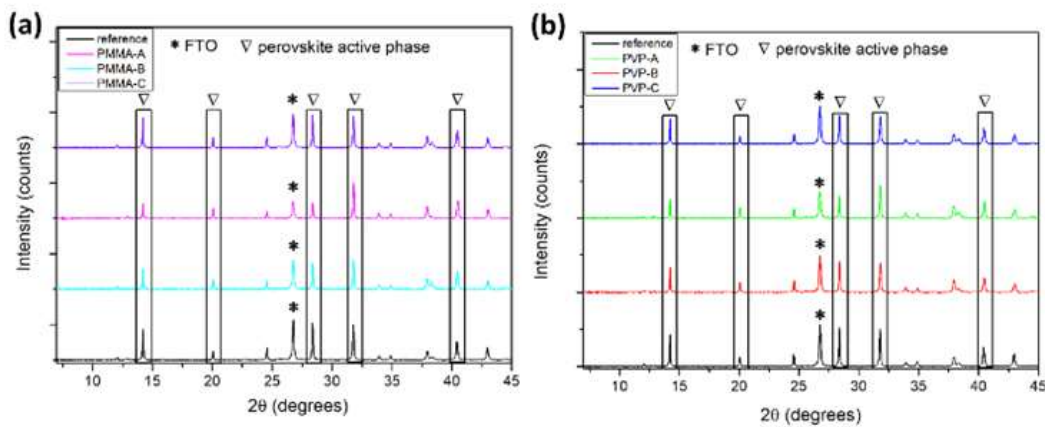 (a)
reference
PMMA-A
PMMA-B
PMMA-C
* FTO ▽ perovskite active phase
▽ ▽ * ▽ ▽ ▽
*
*
*
Intensity (counts)
10 15 20 25 30 35 40 45
2θ (degrees)
(b)
reference
PVP-A
PVP-B
PVP-C
* FTO ▽ perovskite active phase
▽ ▽ * ▽ ▽ ▽
*
*
*
Intensity (counts)
10 15 20 25 30 35 40 45
2θ (degrees)